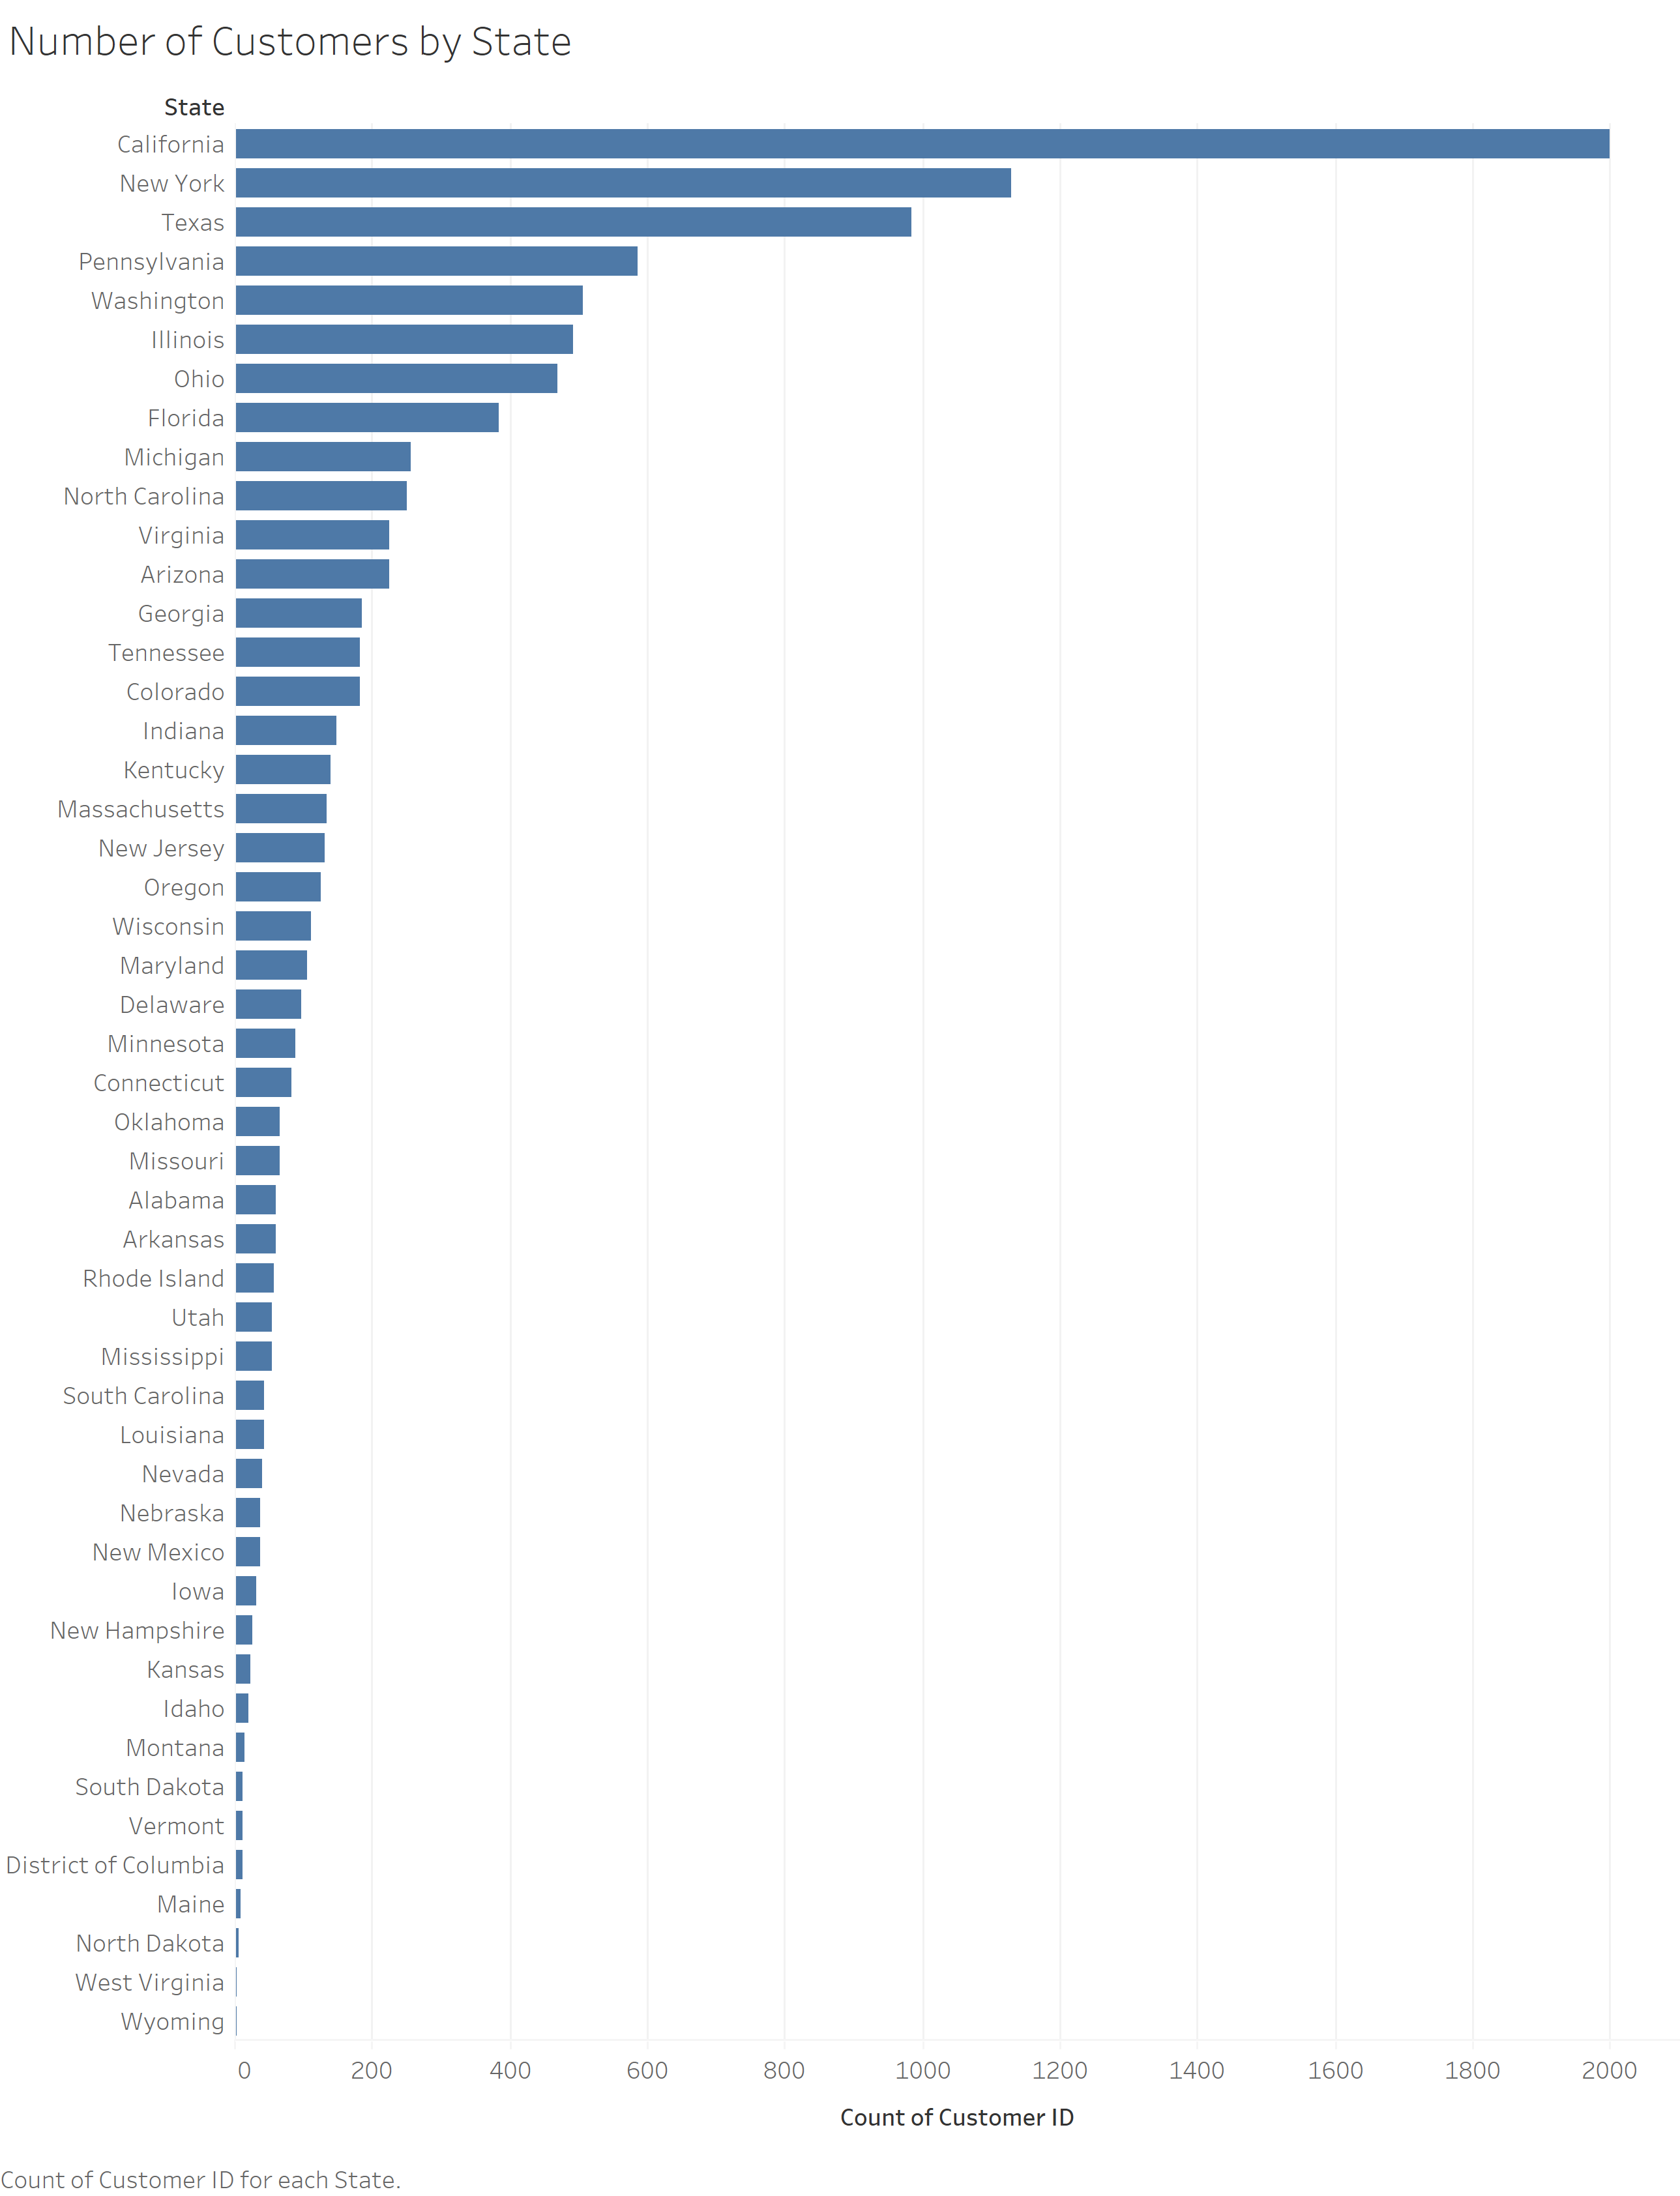 Number of Customers by State
State
California
New York
Texas
Pennsylvania
Washington
Illinois
Ohio
Florida
Michigan
North Carolina
Virginia
Arizona
Georgia
Tennessee
Colorado
Indiana
Kentucky
Massachusetts
New Jersey
Oregon
Wisconsin
Maryland
Delaware
Minnesota
Connecticut
Oklahoma
Missouri
Alabama
Arkansas
Rhode Island
Utah
Mississippi
South Carolina
Louisiana
Nevada
Nebraska
New Mexico
Iowa
New Hampshire
Kansas
Idaho
Montana
South Dakota
Vermont
District of Columbia
Maine
North Dakota
West Virginia
Wyoming
0 200 400 600 800 1000 1200 1400 1600 1800 2000
Count of Customer ID
Count of Customer ID for each State.